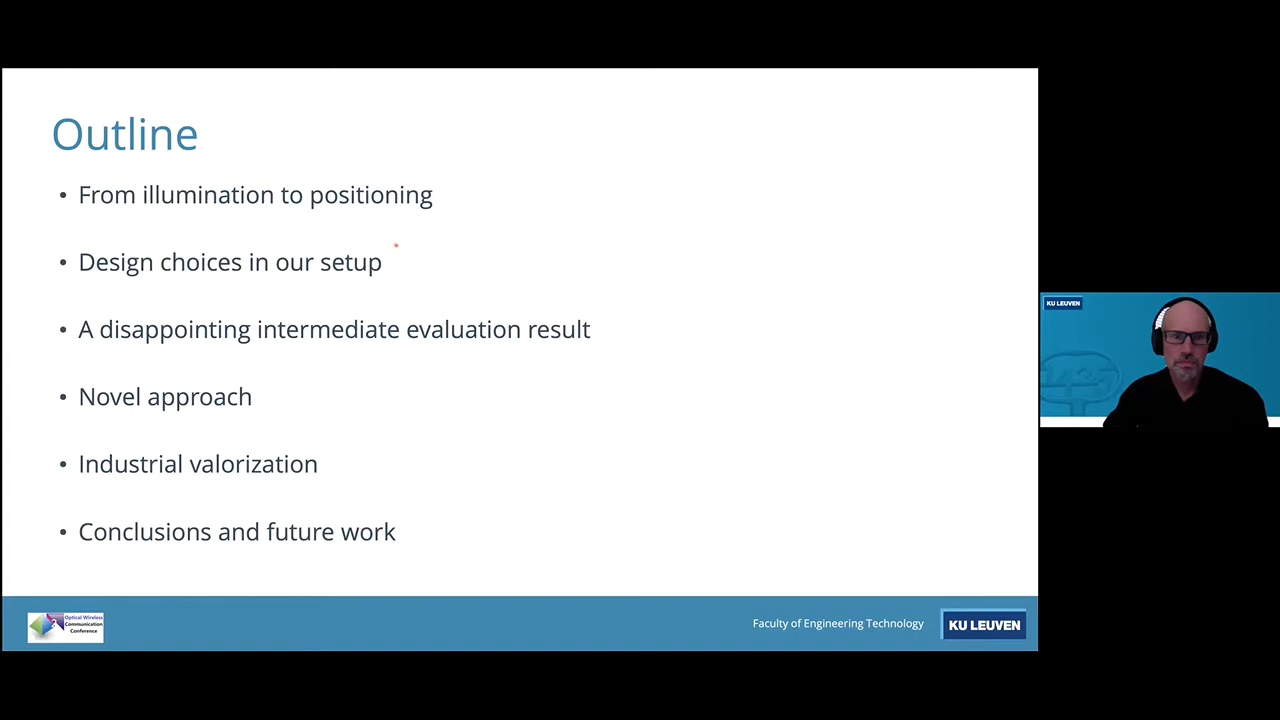 Outline
• From illumination to positioning
• Design choices in our setup
• A disappointing intermediate evaluation result
• Novel approach
• Industrial valorization
• Conclusions and future work
Optical Wireless
Communication
Conference
Faculty of Engineering Technology
KU LEUVEN
KU LEUVEN
1425